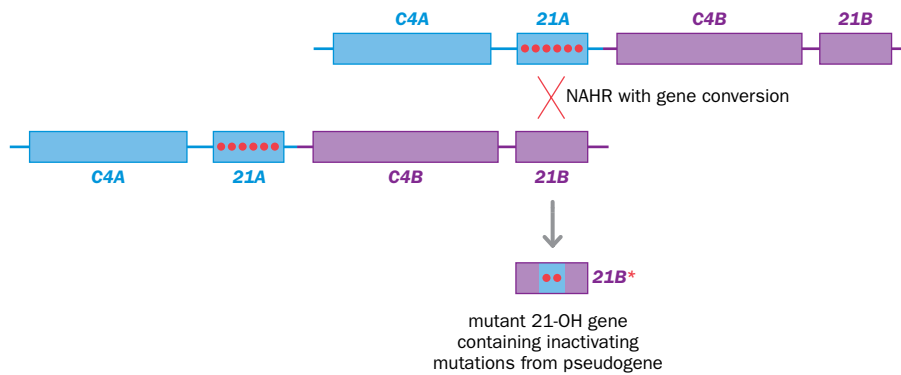 C4A 21A C4B 21B
NAHR with gene conversion
C4A 21A C4B 21B
21B*
mutant 21-OH gene
containing inactivating
mutations from pseudogene